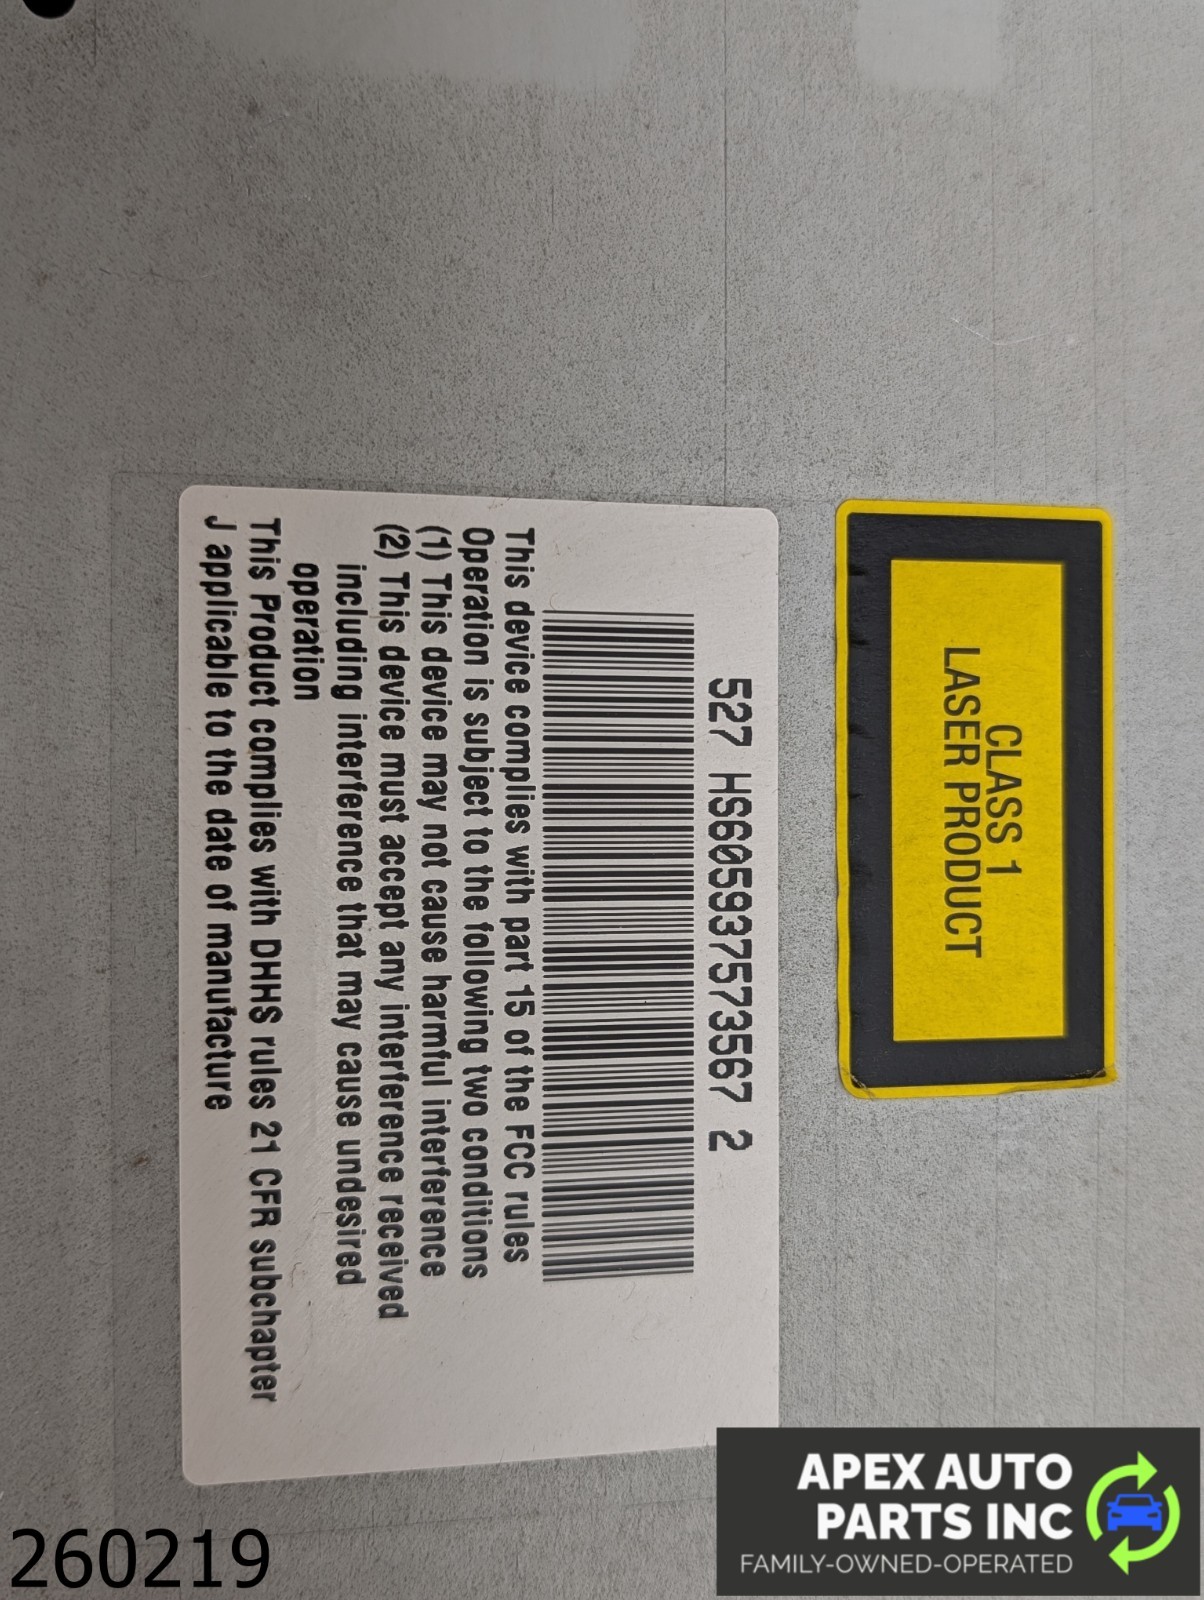 CLASS 1
LASER PRODUCT
527 HS6059375735672
This device complies with part 15 of the FCC rules
Operation is subject to the following two conditions
(1) This device may not cause harmful interference
(2) This device must accept any interference received
including interference that may cause undesired
operation
This Product complies with DHHS rules 21 CFR subchapter
J applicable to the date of manufacture
APEX AUTO
PARTS INC
FAMILY-OWNED-OPERATED
260219